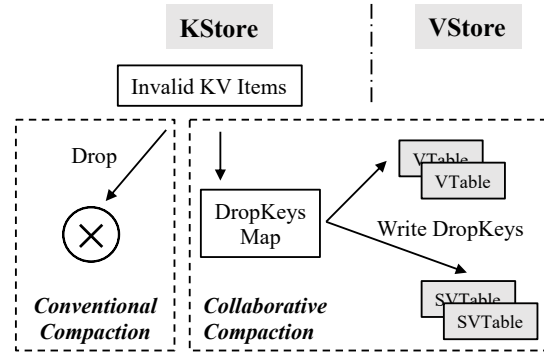 KStore
VStore
Invalid KV Items
Drop
DropKeys
Map
VTable
VTable
Write DropKeys
SVTable
SVTable
Conventional
Compaction
Collaborative
Compaction